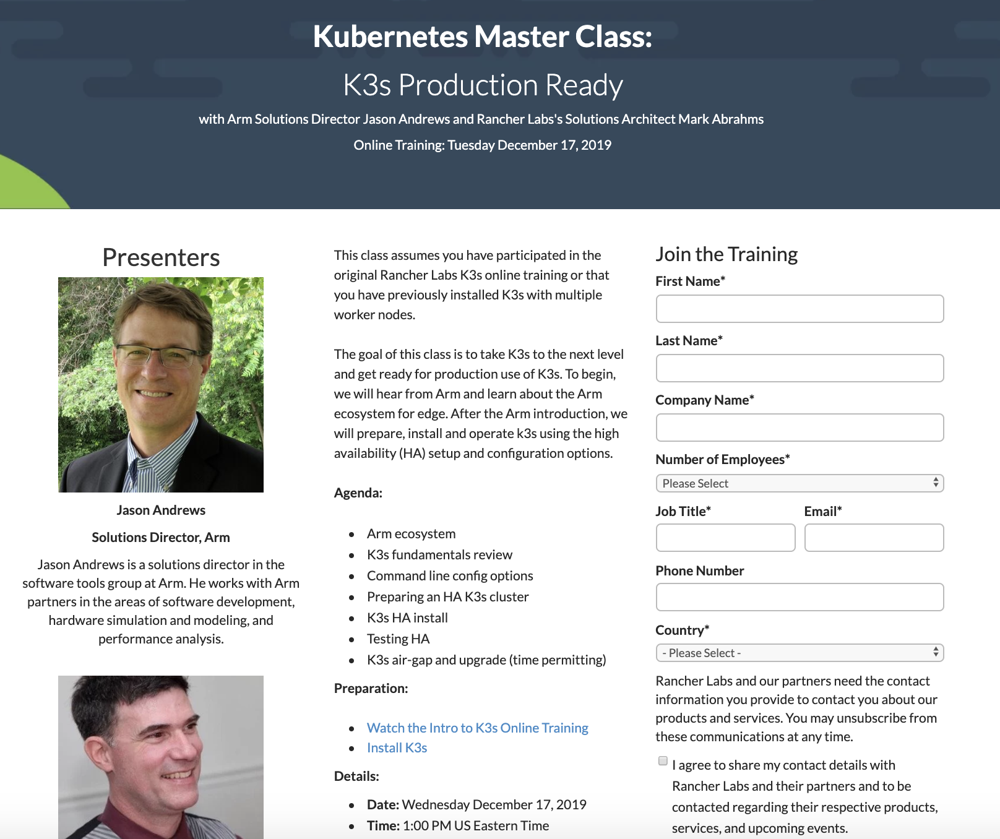 Kubernetes Master Class:
K3s Production Ready
with Arm Solutions Director Jason Andrews and Rancher Labs's Solutions Architect Mark Abrahms
Online Training: Tuesday December 17, 2019
Presenters
Jason Andrews
Solutions Director, Arm
Jason Andrews is a solutions director in the
software tools group at Arm. He works with Arm
partners in the areas of software development,
hardware simulation and modeling, and
performance analysis.
This class assumes you have participated in the
original Rancher Labs K3s online training or that
you have previously installed K3s with multiple
worker nodes.
The goal of this class is to take K3s to the next level
and get ready for production use of K3s. To begin,
we will hear from Arm and learn about the Arm
ecosystem for edge. After the Arm introduction, we
will prepare, install and operate k3s using the high
availability (HA) setup and configuration options.
Agenda:
• Arm ecosystem
• K3s fundamentals review
• Command line config options
• Preparing an HA K3s cluster
• K3s HA install
• Testing HA
• K3s air-gap and upgrade (time permitting)
Preparation:
• Watch the Intro to K3s Online Training
• Install K3s
Details:
• Date: Wednesday December 17, 2019
• Time: 1:00 PM US Eastern Time
Join the Training
First Name*
Last Name*
Company Name*
Number of Employees*
Please Select
Job Title* Email*
Phone Number
Country*
- Please Select -
Rancher Labs and our partners need the contact
information you provide to contact you about our
products and services. You may unsubscribe from
these communications at any time.
I agree to share my contact details with
Rancher Labs and their partners and to be
contacted regarding their respective products,
services, and upcoming events.